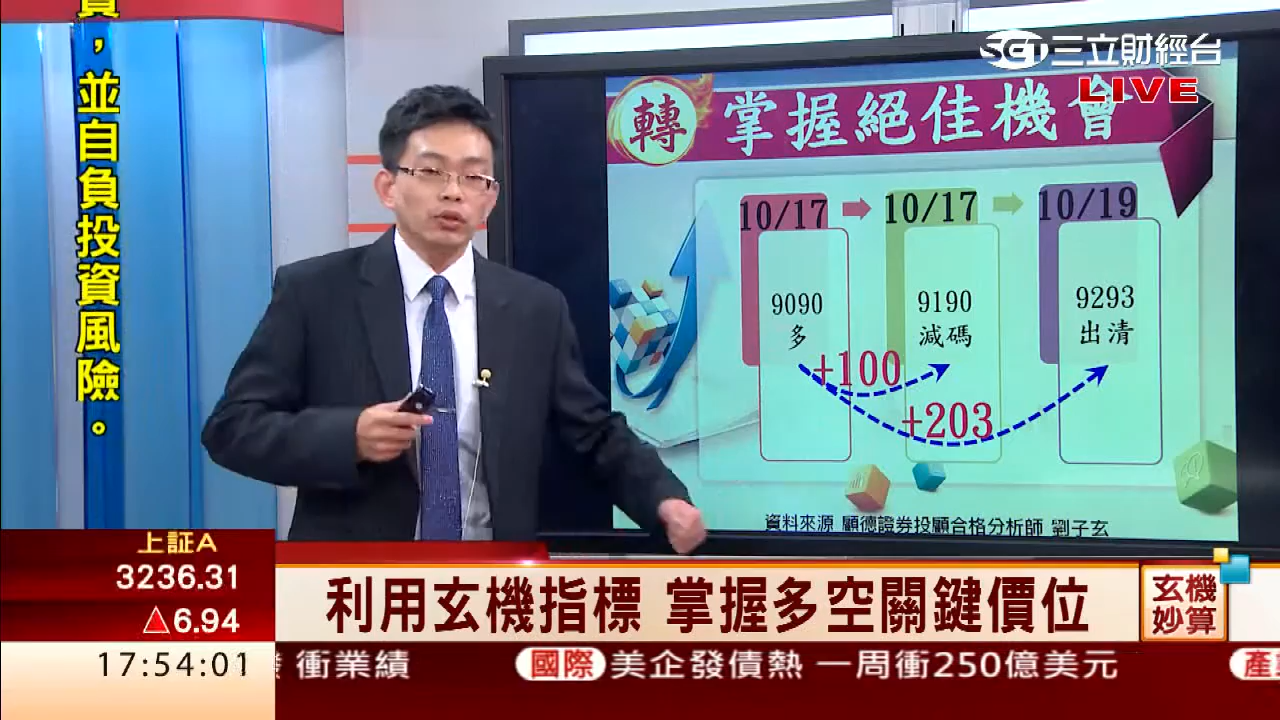 責，並自負投資風險。
SET三立財經台
LIVE
轉 掌握絕佳機會
10/17 10/17 10/19
9090 9190 9293
多 減碼 出清
+100
+203
資料來源 顧德證券投顧合格分析師 劉子玄
上証A
3236.31
△6.94
利用玄機指標 掌握多空關鍵價位
玄機
妙算
17:54:01
衝業績 國際 美企發債熱 一周衝250億美元